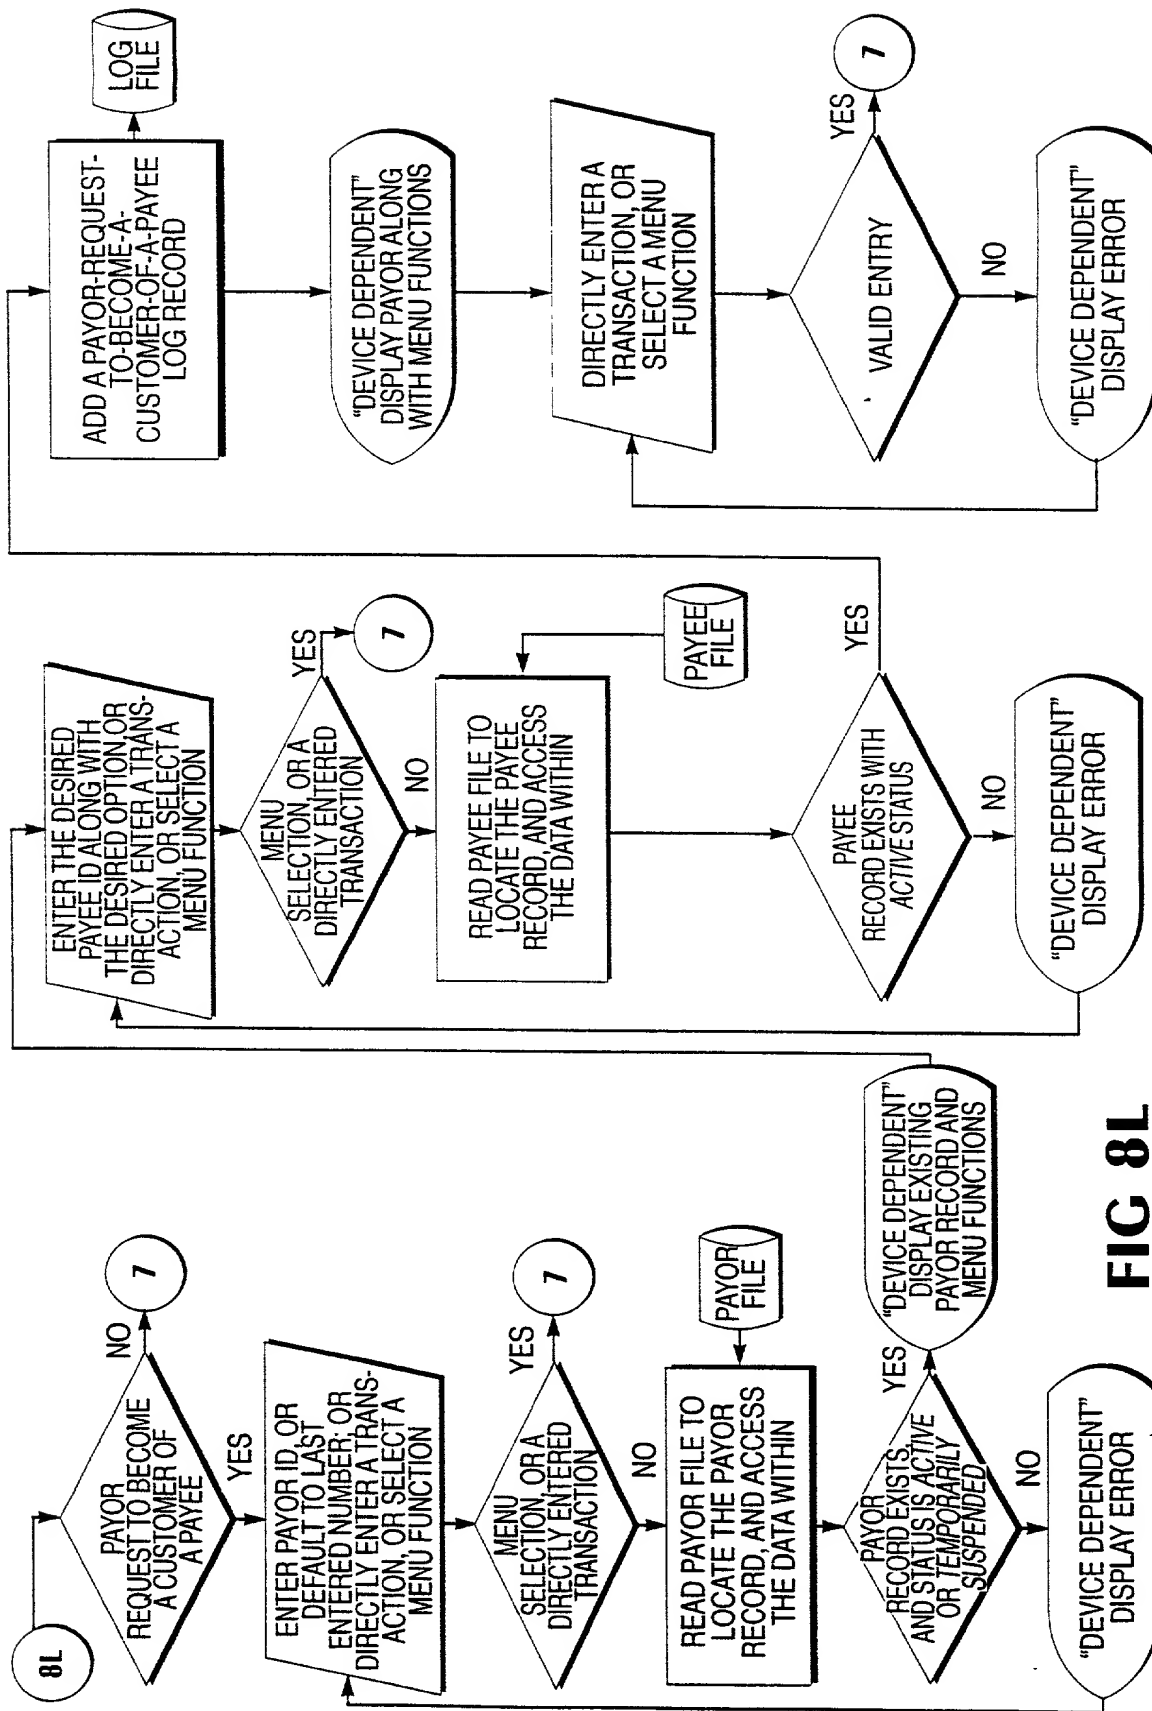 8L
PAYOR
REQUEST TO BECOME
A CUSTOMER OF
A PAYEE
NO
7
YES
ENTER PAYOR ID, OR
DEFAULT TO LAST
ENTERED NUMBER; OR
DIRECTLY ENTER A TRANS-
ACTION, OR SELECT A
MENU FUNCTION
MENU
SELECTION, OR A
DIRECTLY ENTERED
TRANSACTION
YES
7
NO
READ PAYOR FILE TO
LOCATE THE PAYOR
RECORD, AND ACCESS
THE DATA WITHIN
PAYOR
FILE
PAYOR
RECORD EXISTS,
AND STATUS IS ACTIVE
OR TEMPORARILY
SUSPENDED
YES
"DEVICE DEPENDENT"
DISPLAY EXISTING
PAYOR RECORD AND
MENU FUNCTIONS
NO
"DEVICE DEPENDENT"
DISPLAY ERROR
ENTER THE DESIRED
PAYEE ID ALONG WITH
THE DESIRED OPTION, OR
DIRECTLY ENTER A TRANS-
ACTION, OR SELECT A
MENU FUNCTION
MENU
SELECTION, OR A
DIRECTLY ENTERED
TRANSACTION
YES
7
NO
READ PAYEE FILE TO
LOCATE THE PAYEE
RECORD, AND ACCESS
THE DATA WITHIN
PAYEE
FILE
PAYEE
RECORD EXISTS WITH
ACTIVE STATUS
YES
NO
"DEVICE DEPENDENT"
DISPLAY ERROR
ADD A PAYOR-REQUEST-
TO-BECOME-A-
CUSTOMER-OF-A-PAYEE
LOG RECORD
LOG
FILE
"DEVICE DEPENDENT"
DISPLAY PAYOR ALONG
WITH MENU FUNCTIONS
DIRECTLY ENTER A
TRANSACTION, OR
SELECT A MENU
FUNCTION
VALID ENTRY
YES
7
NO
"DEVICE DEPENDENT"
DISPLAY ERROR
FIG 8L